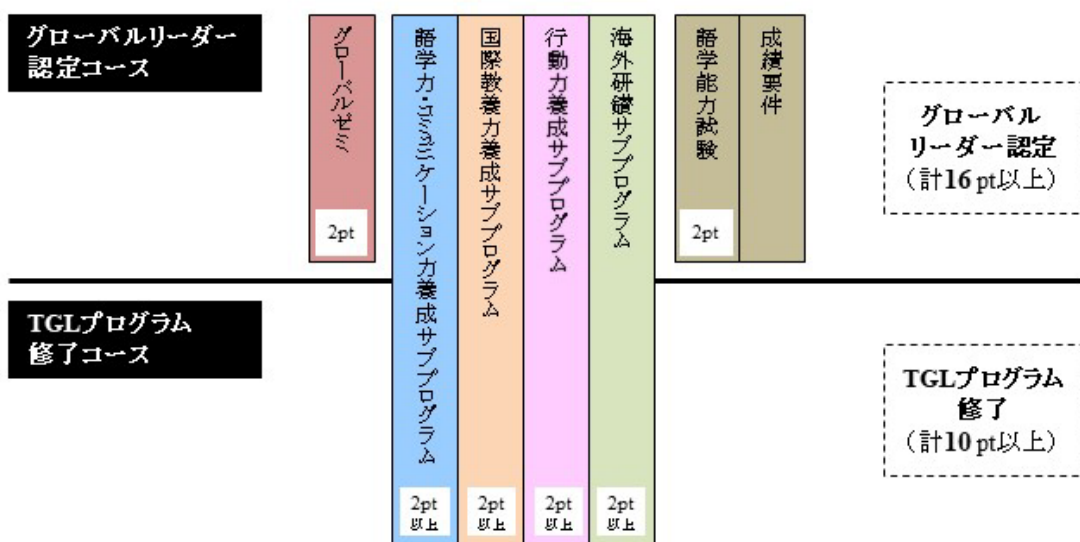 グローバルリーダー
認定コース
グローバルゼミ
2pt
語学力・コミュニケーション力養成サブプログラム
2pt
以上
国際教養力養成サブプログラム
2pt
以上
行動力養成サブプログラム
2pt
以上
海外研鑽サブプログラム
2pt
以上
語学能力試験
2pt
成績要件
グローバル
リーダー認定
（計16 pt以上）
TGLプログラム
修了コース
TGLプログラム
修了
（計10 pt以上）